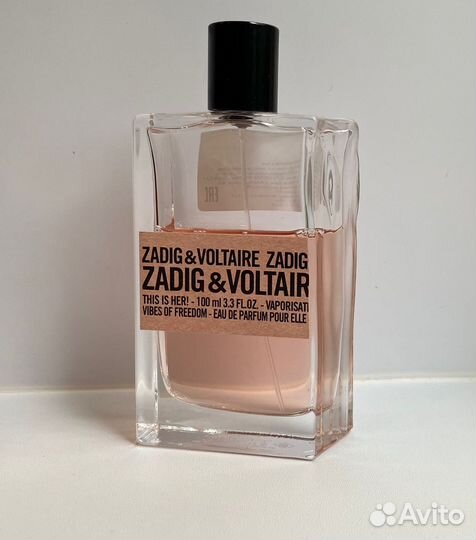 ZADIG & VOLTAIRE ZADIG
ZADIG & VOLTAIR
THIS IS HER! - 100 ml 3.3 FL.OZ. - VAPORISATI
VIBES OF FREEDOM - EAU DE PARFUM POUR ELLE
EAC
Avito